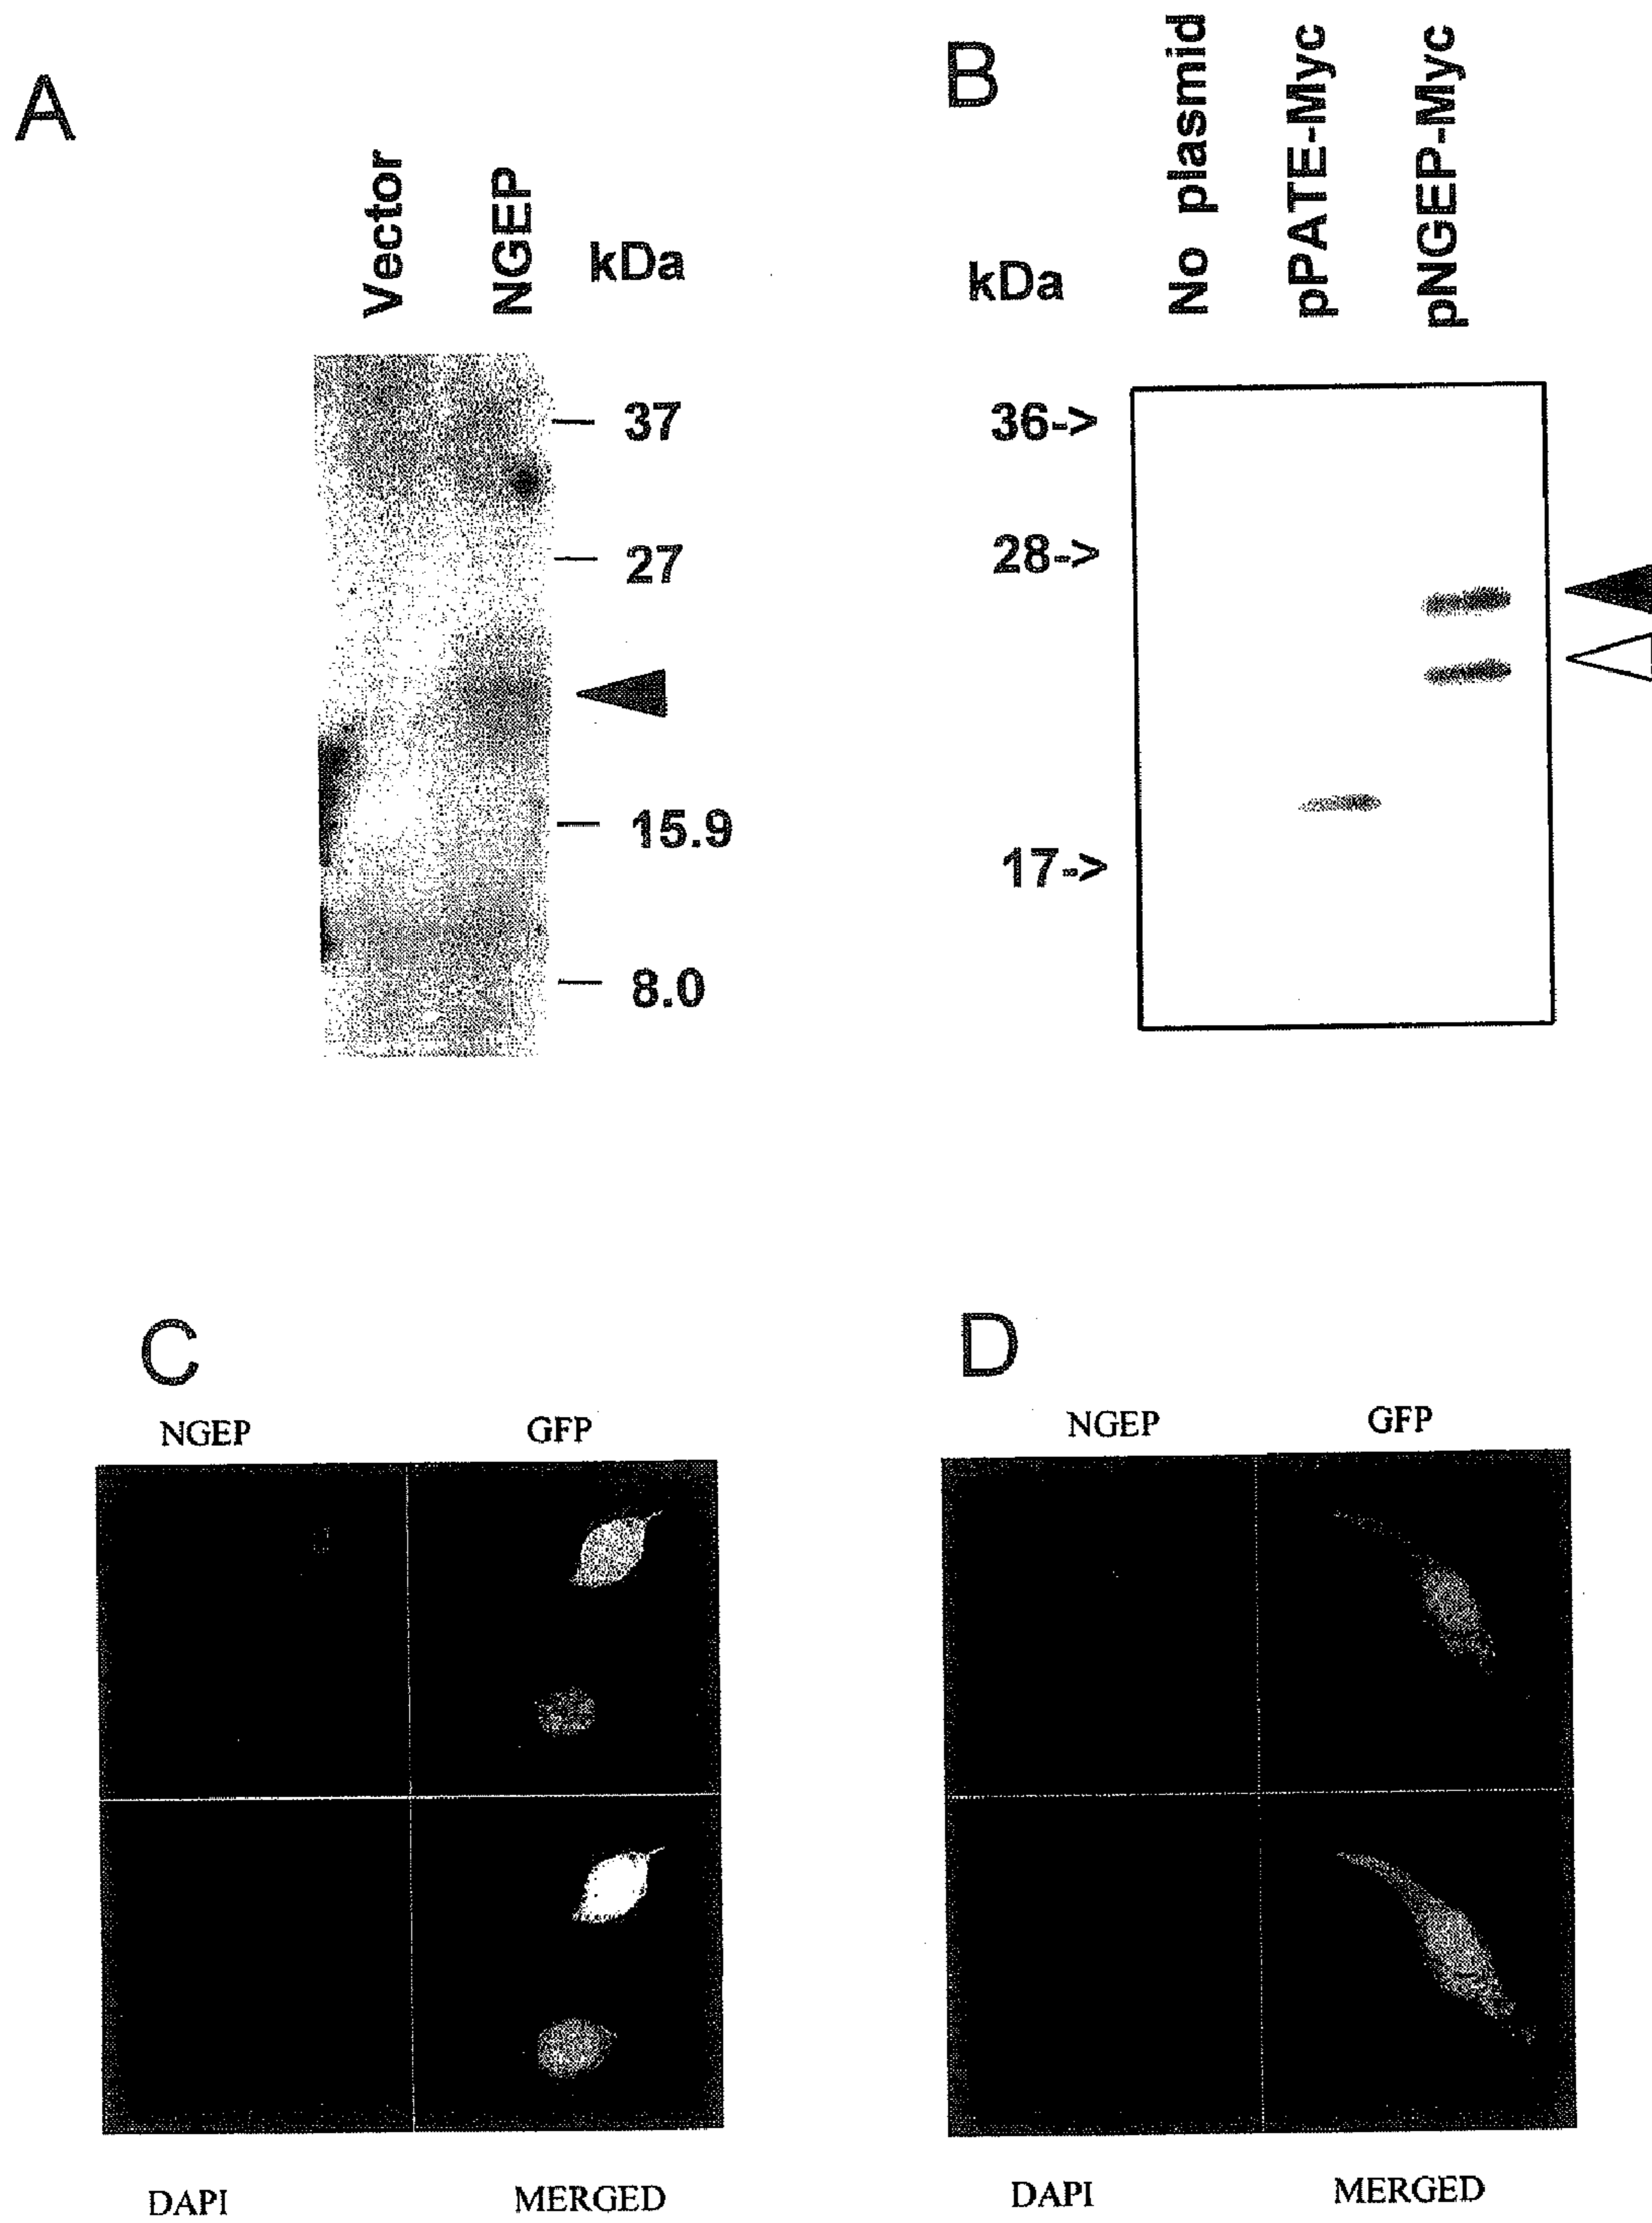 A
Vector
NGEP
kDa
37
27
15.9
8.0
B
No plasmid
pPATE-Myc
pNGEP-Myc
kDa
36->
28->
17->
C
NGEP GFP
DAPI MERGED
D
NGEP GFP
DAPI MERGED